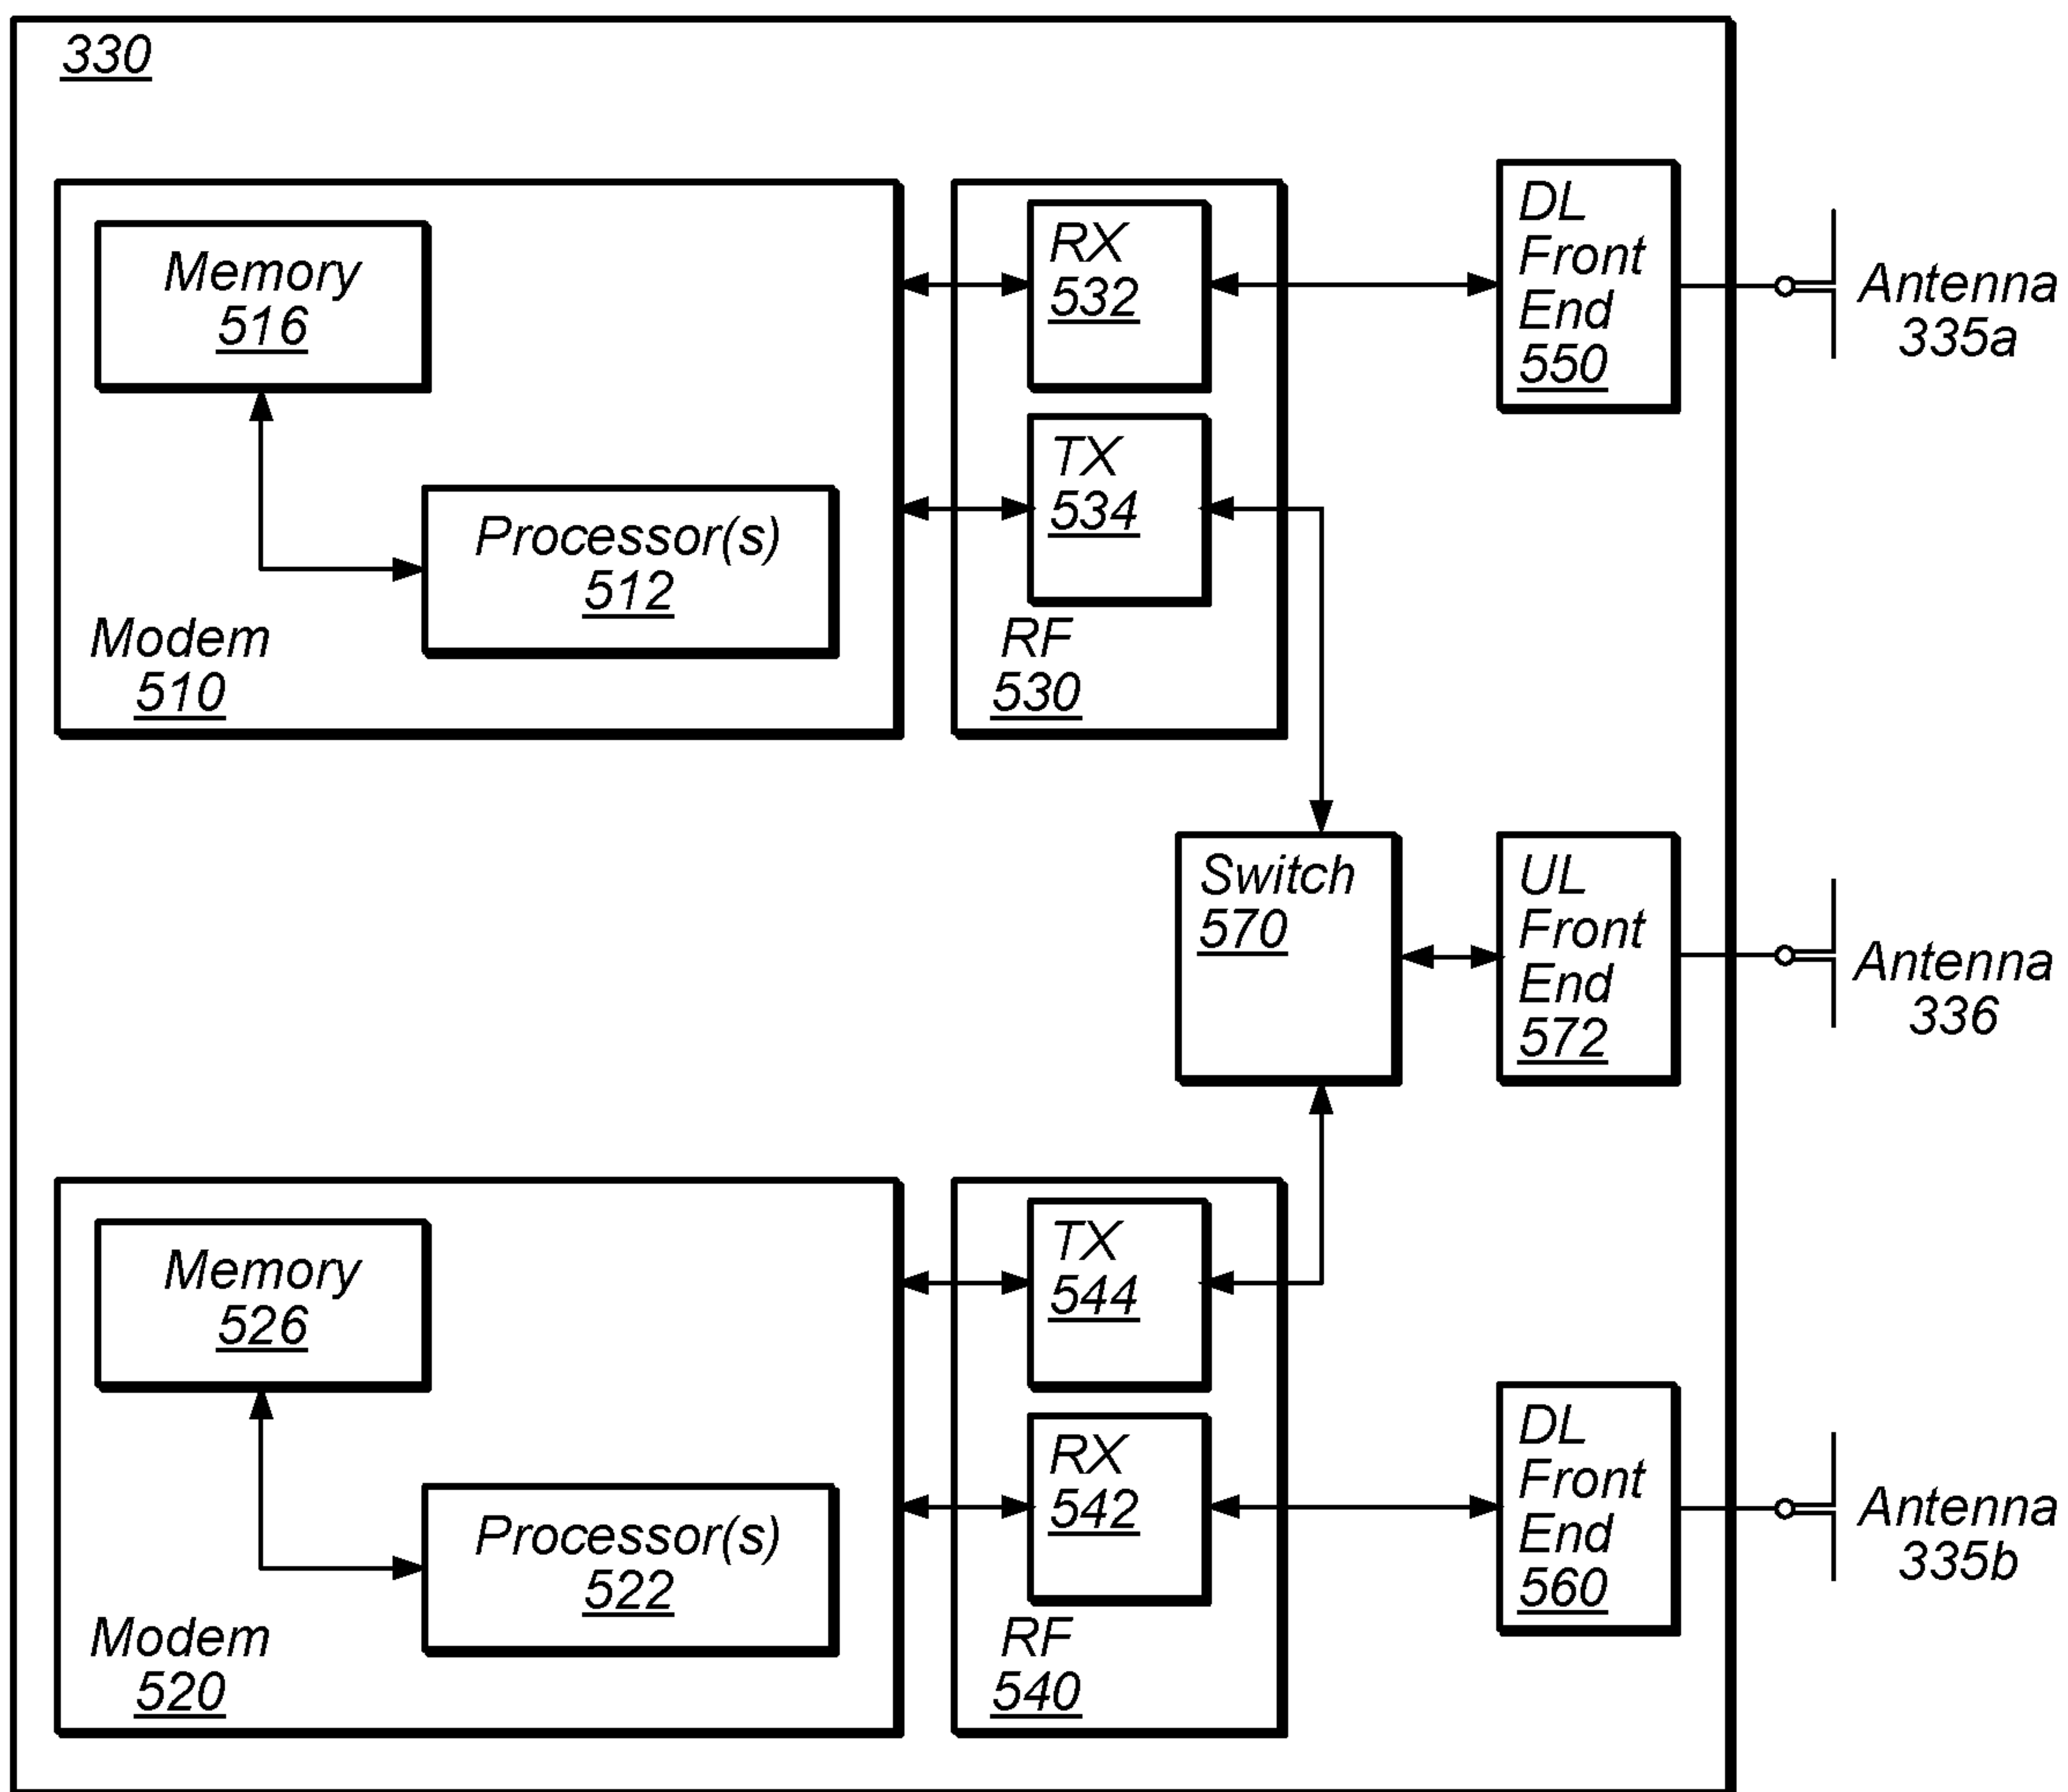 330
Memory
516
Processor(s)
512
Modem
510
RX
532
TX
534
RF
530
DL
Front
End
550
Antenna
335a
Switch
570
UL
Front
End
572
Antenna
336
Memory
526
Processor(s)
522
Modem
520
TX
544
RX
542
RF
540
DL
Front
End
560
Antenna
335b